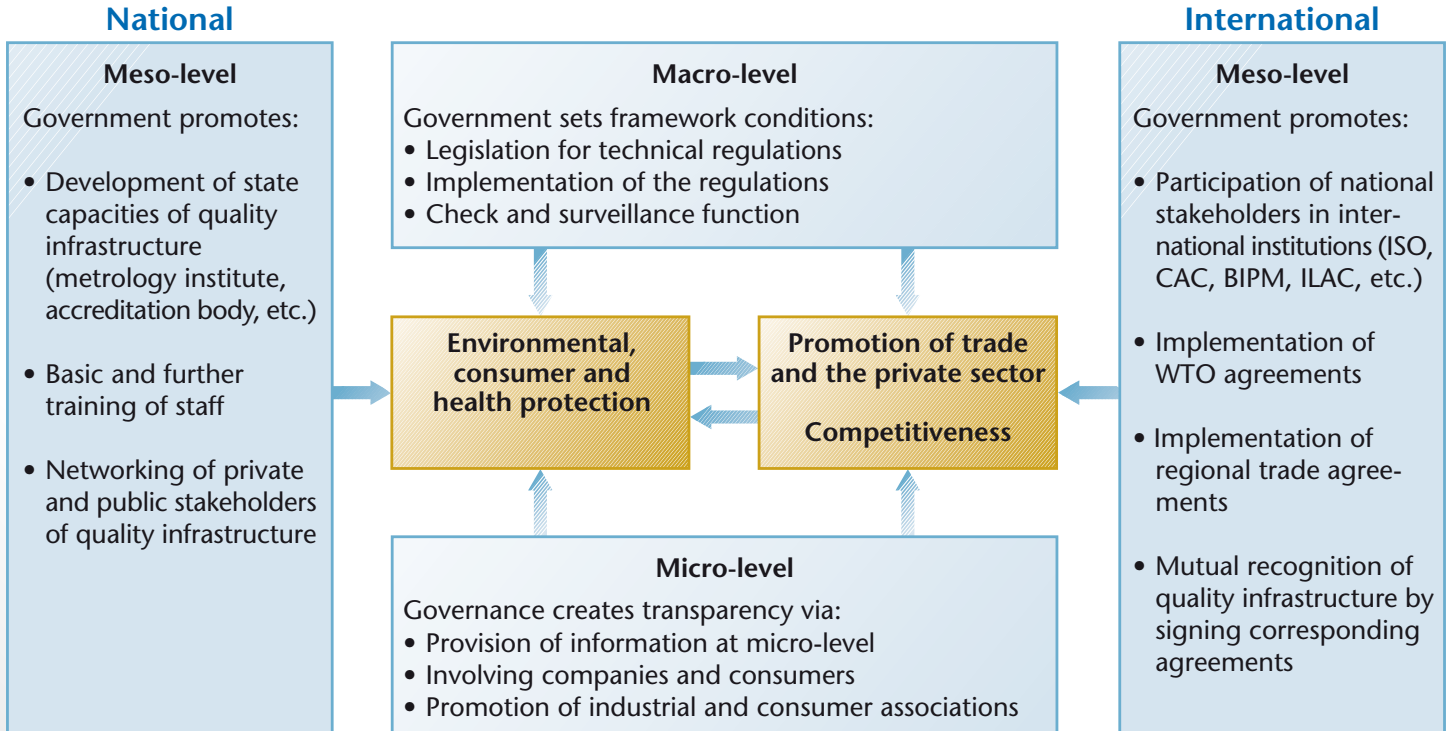 National
Meso-level
Government promotes:
• Development of state
capacities of quality
infrastructure
(metrology institute,
accreditation body, etc.)
• Basic and further
training of staff
• Networking of private
and public stakeholders
of quality infrastructure
Macro-level
Government sets framework conditions:
• Legislation for technical regulations
• Implementation of the regulations
• Check and surveillance function
Environmental,
consumer and
health protection
Promotion of trade
and the private sector
Competitiveness
Micro-level
Governance creates transparency via:
• Provision of information at micro-level
• Involving companies and consumers
• Promotion of industrial and consumer associations
International
Meso-level
Government promotes:
• Participation of national
stakeholders in inter-
national institutions (ISO,
CAC, BIPM, ILAC, etc.)
• Implementation of
WTO agreements
• Implementation of
regional trade agree-
ments
• Mutual recognition of
quality infrastructure by
signing corresponding
agreements